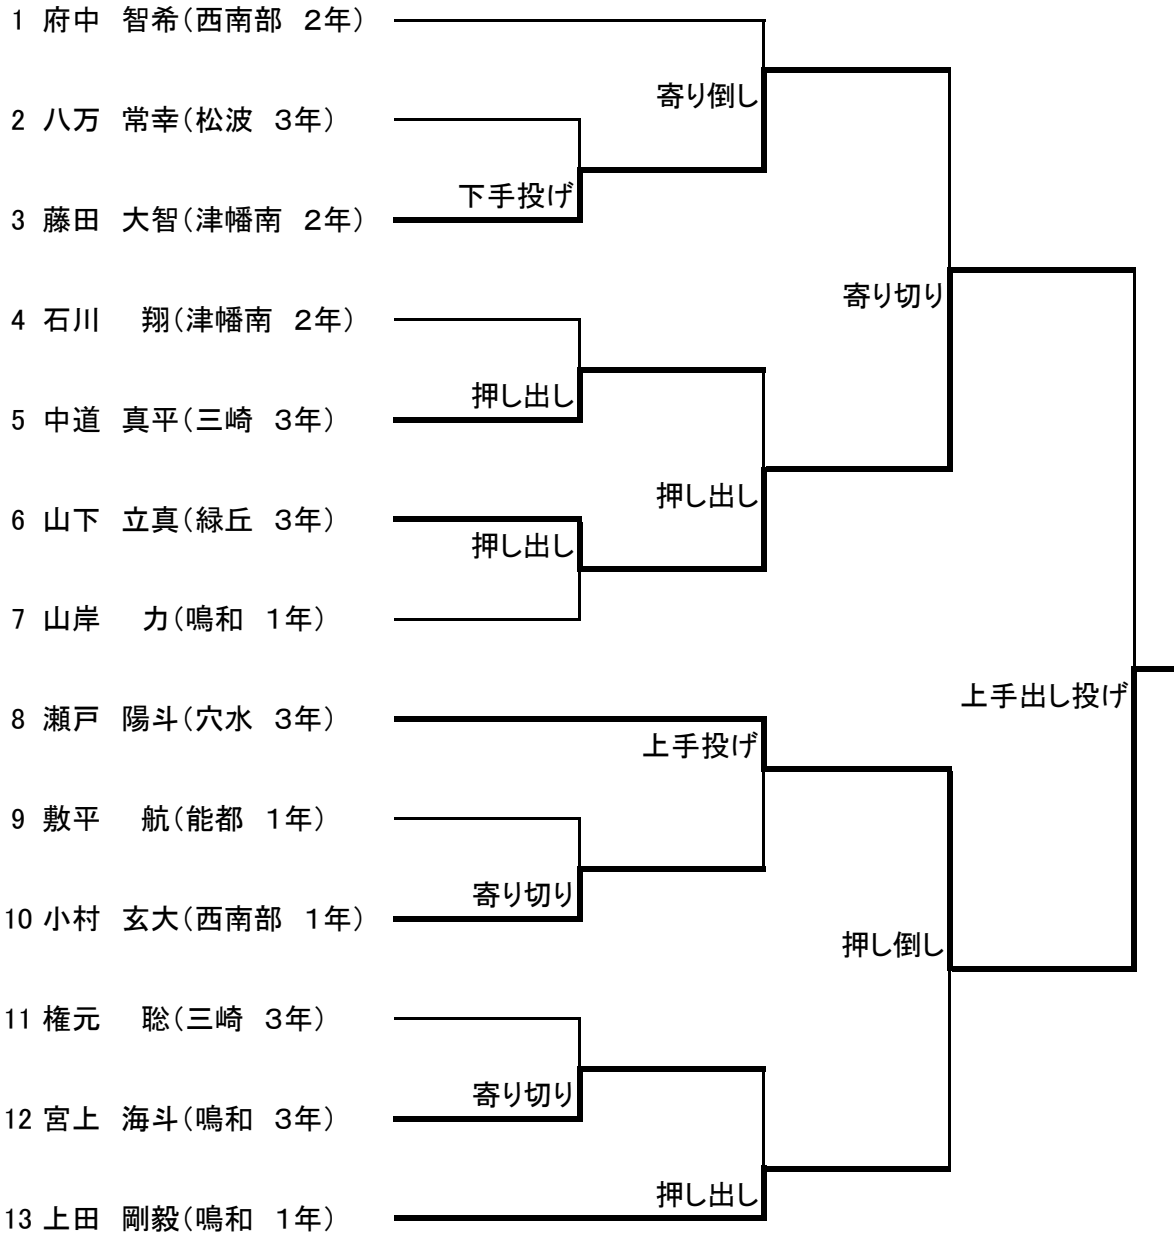 1 府中　智希（西南部　２年）
寄り倒し
2 八万　常幸（松波　３年）
下手投げ
3 藤田　大智（津幡南　２年）
寄り切り
4 石川　翔（津幡南　２年）
押し出し
5 中道　真平（三崎　３年）
押し出し
6 山下　立真（緑丘　３年）
押し出し
7 山岸　力（鳴和　１年）
上手出し投げ
8 瀬戸　陽斗（穴水　３年）
上手投げ
9 敷平　航（能都　１年）
寄り切り
10 小村　玄大（西南部　１年）
押し倒し
11 権元　聡（三崎　３年）
寄り切り
12 宮上　海斗（鳴和　３年）
押し出し
13 上田　剛毅（鳴和　１年）